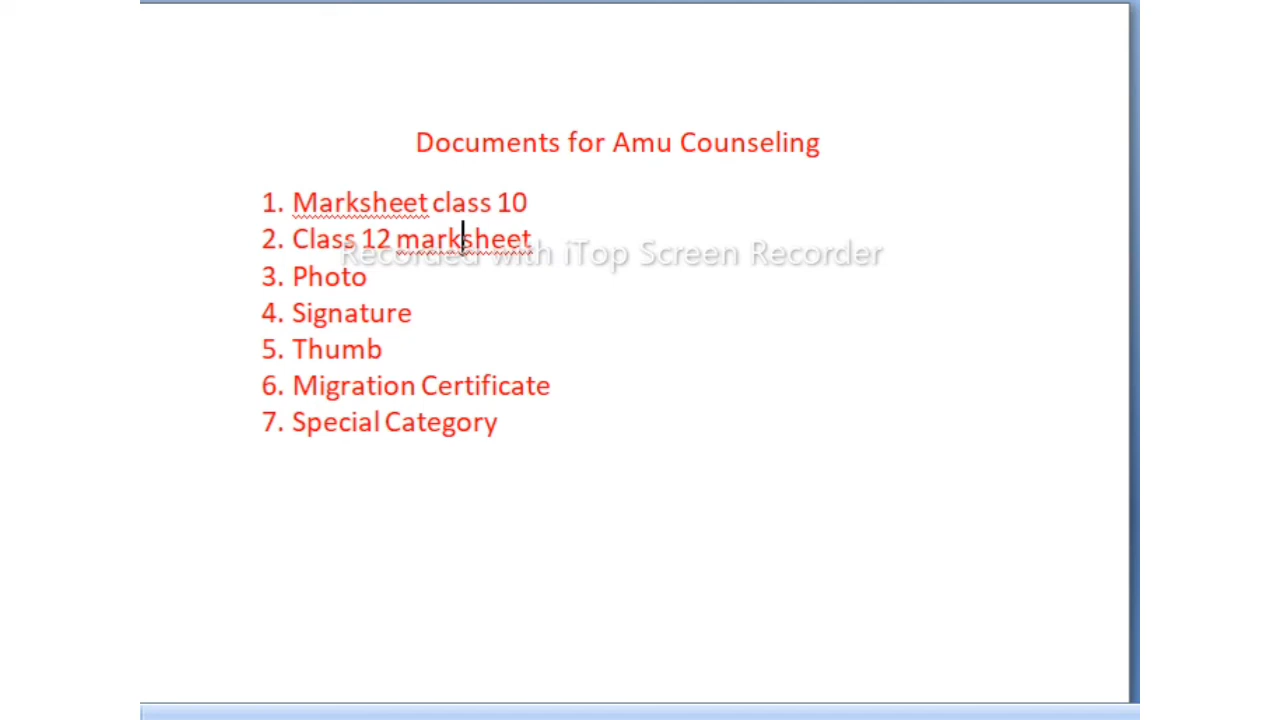 Documents for Amu Counseling
1. Marksheet class 10
2. Class 12 marksheet
Recorded with iTop Screen Recorder
3. Photo
4. Signature
5. Thumb
6. Migration Certificate
7. Special Category